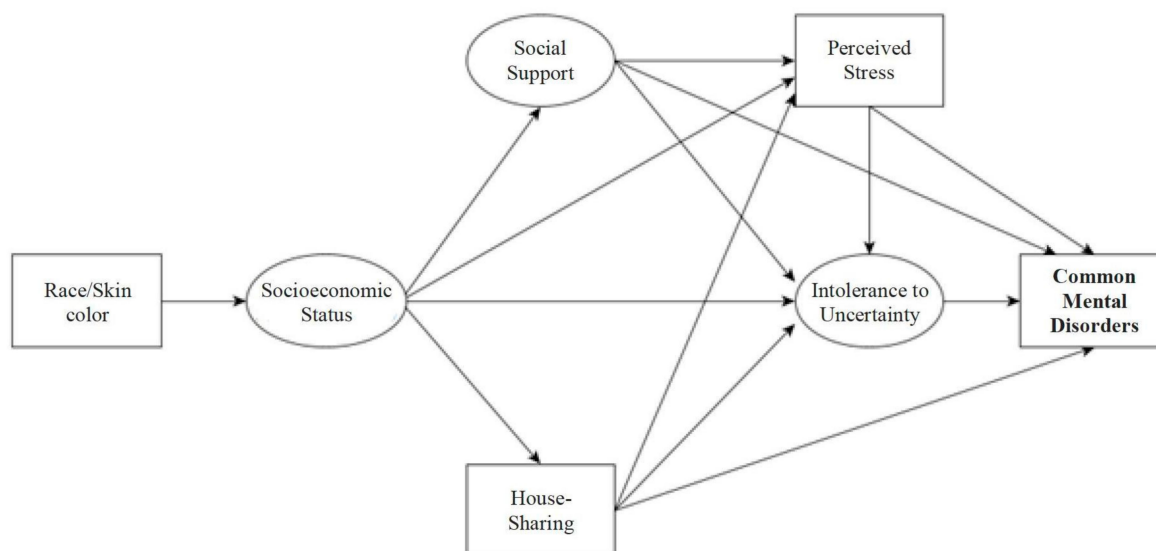 Social
Support
Perceived
Stress
Race/Skin
color
Socioeconomic
Status
Intolerance to
Uncertainty
Common
Mental
Disorders
House-
Sharing